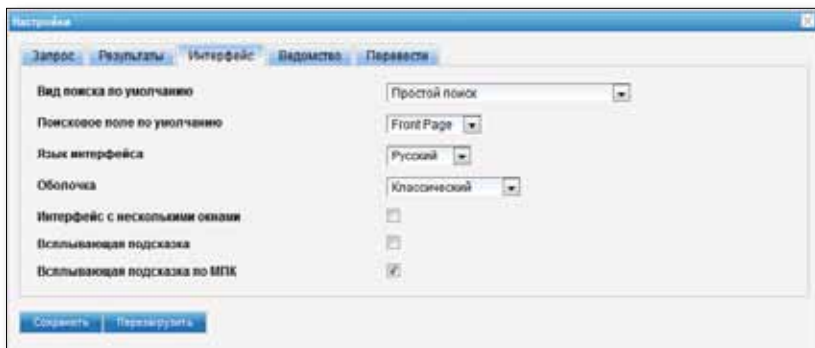 Настройки
Запрос Результаты Интерфейс Ведомство Перевести
Вид поиска по умолчанию Простой поиск
Поисковое поле по умолчанию Front Page
Язык интерфейса Русский
Оболочка Классический
Интерфейс с несколькими окнами
Всплывающая подсказка
Всплывающая подсказка по МПК
Сохранить Перезагрузить